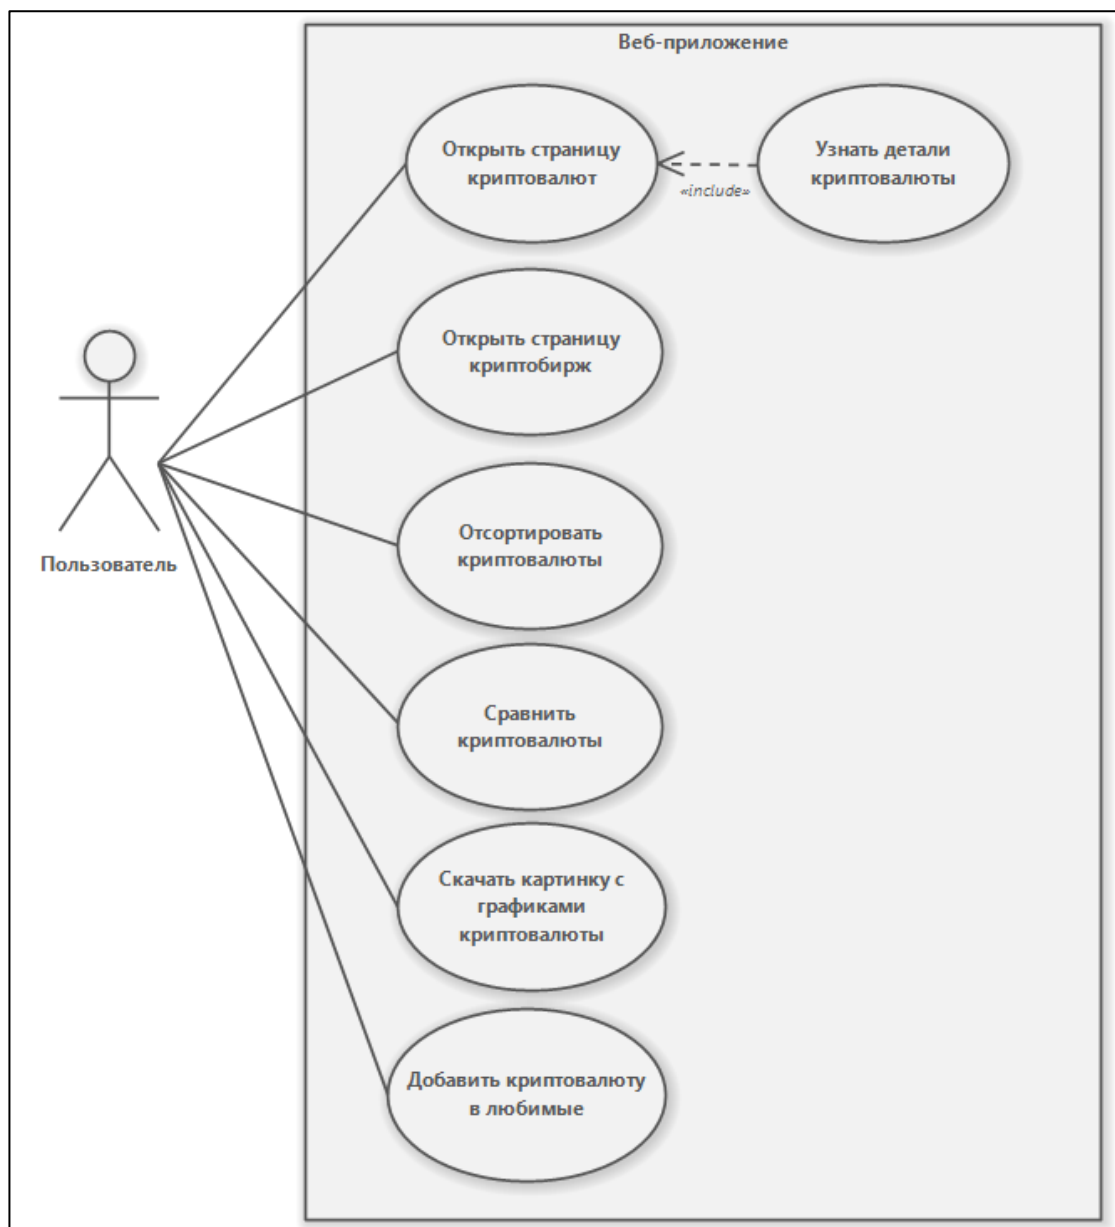 Веб-приложение
Открыть страницу
криптовалют
«include»
Узнать детали
криптовалюты
Открыть страницу
криптобирж
Отсортировать
криптовалюты
Пользователь
Сравнить
криптовалюты
Скачать картинку с
графиками
криптовалюты
Добавить криптовалюту
в любимые